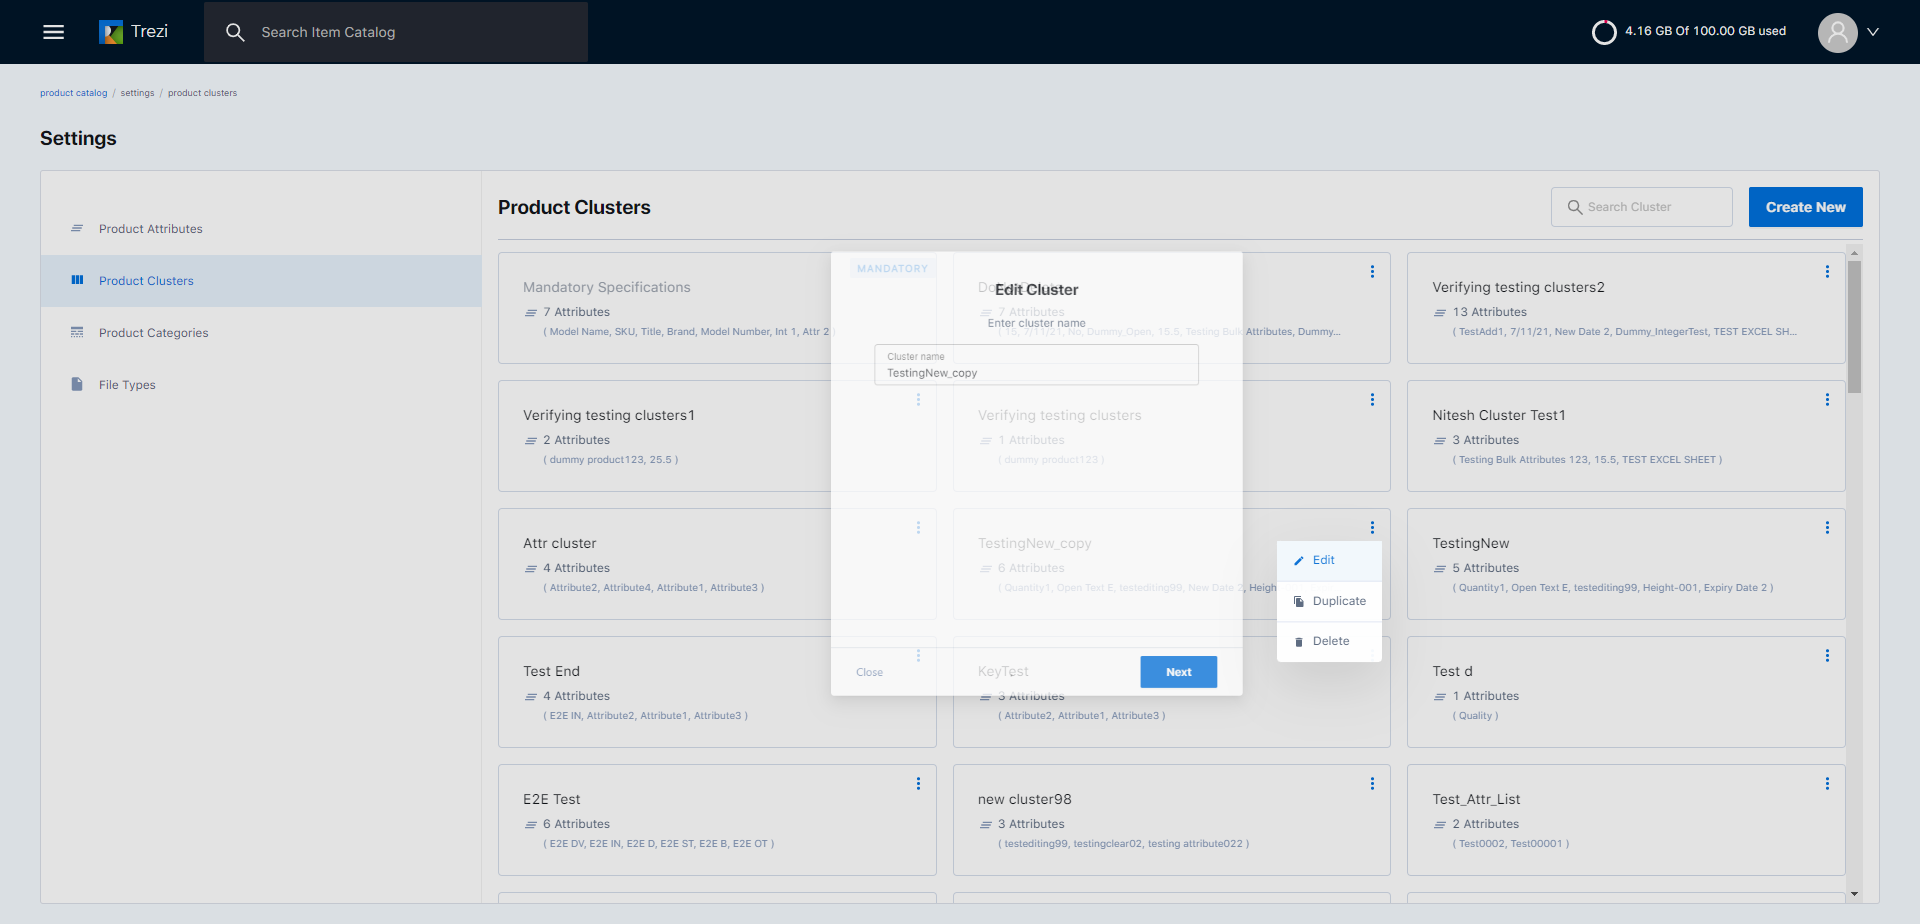 Trezi
Search Item Catalog
4.16 GB Of 100.00 GB used
product catalog / settings / product clusters
Settings
Product Attributes
Product Clusters
Product Categories
File Types
Product Clusters
Search Cluster
Create New
MANDATORY
Mandatory Specifications
7 Attributes
( Model Name, SKU, Title, Brand, Model Number, Int 1, Attr 2 )
7 Attributes
( 15, 7/11/21, No, Dummy_Open, 15.5, Testing Bulk Attributes, Dummy...
Verifying testing clusters2
13 Attributes
( TestAdd1, 7/11/21, New Date 2, Dummy_IntegerTest, TEST EXCEL SH...
Edit Cluster
Enter cluster name
Cluster name
TestingNew_copy
Close
Next
Verifying testing clusters1
2 Attributes
( dummy product123, 25.5 )
Verifying testing clusters
1 Attributes
( dummy product123 )
Nitesh Cluster Test1
3 Attributes
( Testing Bulk Attributes 123, 15.5, TEST EXCEL SHEET )
Attr cluster
4 Attributes
( Attribute2, Attribute4, Attribute1, Attribute3 )
TestingNew_copy
6 Attributes
( Quantity1, Open Text E, testediting99, New Date 2, Heigh
Edit
Duplicate
Delete
TestingNew
5 Attributes
( Quantity1, Open Text E, testediting99, Height-001, Expiry Date 2 )
Test End
4 Attributes
( E2E IN, Attribute2, Attribute1, Attribute3 )
KeyTest
3 Attributes
( Attribute2, Attribute1, Attribute3 )
Test d
1 Attributes
( Quality )
E2E Test
6 Attributes
( E2E DV, E2E IN, E2E D, E2E ST, E2E B, E2E OT )
new cluster98
3 Attributes
( testediting99, testingclear02, testing attribute022 )
Test_Attr_List
2 Attributes
( Test0002, Test00001 )